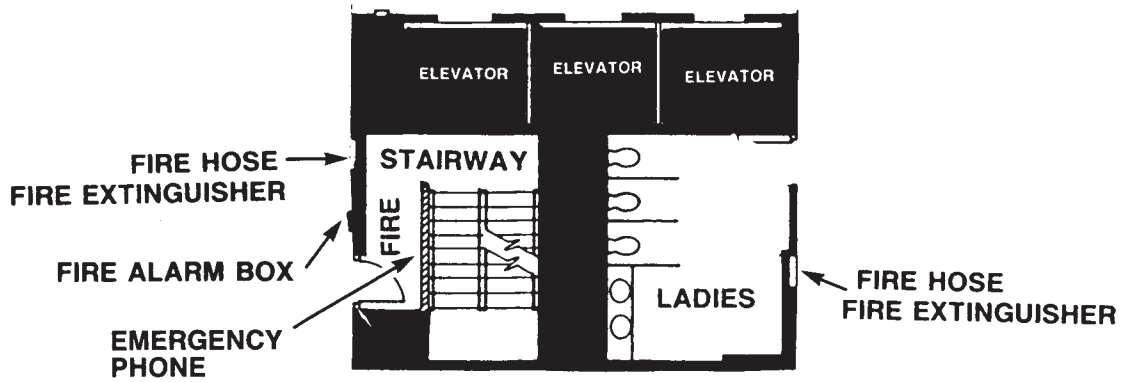 ELEVATOR
ELEVATOR
ELEVATOR
FIRE HOSE
FIRE EXTINGUISHER
STAIRWAY
FIRE
FIRE ALARM BOX
EMERGENCY
PHONE
LADIES
FIRE HOSE
FIRE EXTINGUISHER